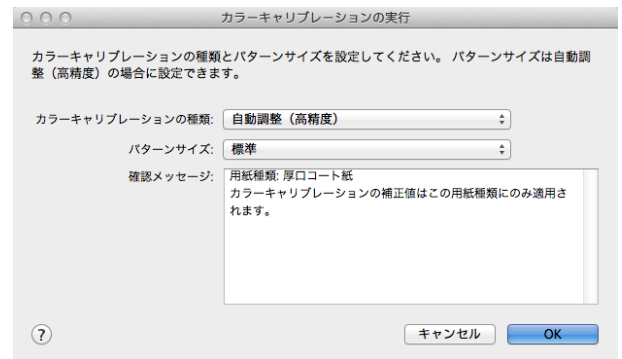 カラーキャリブレーションの実行
カラーキャリブレーションの種類とパターンサイズを設定してください。 パターンサイズは自動調
整（高精度）の場合に設定できます。
カラーキャリブレーションの種類: 自動調整（高精度）
パターンサイズ: 標準
確認メッセージ: 用紙種類: 厚口コート紙
カラーキャリブレーションの補正値はこの用紙種類にのみ適用さ
れます。
? キャンセル OK